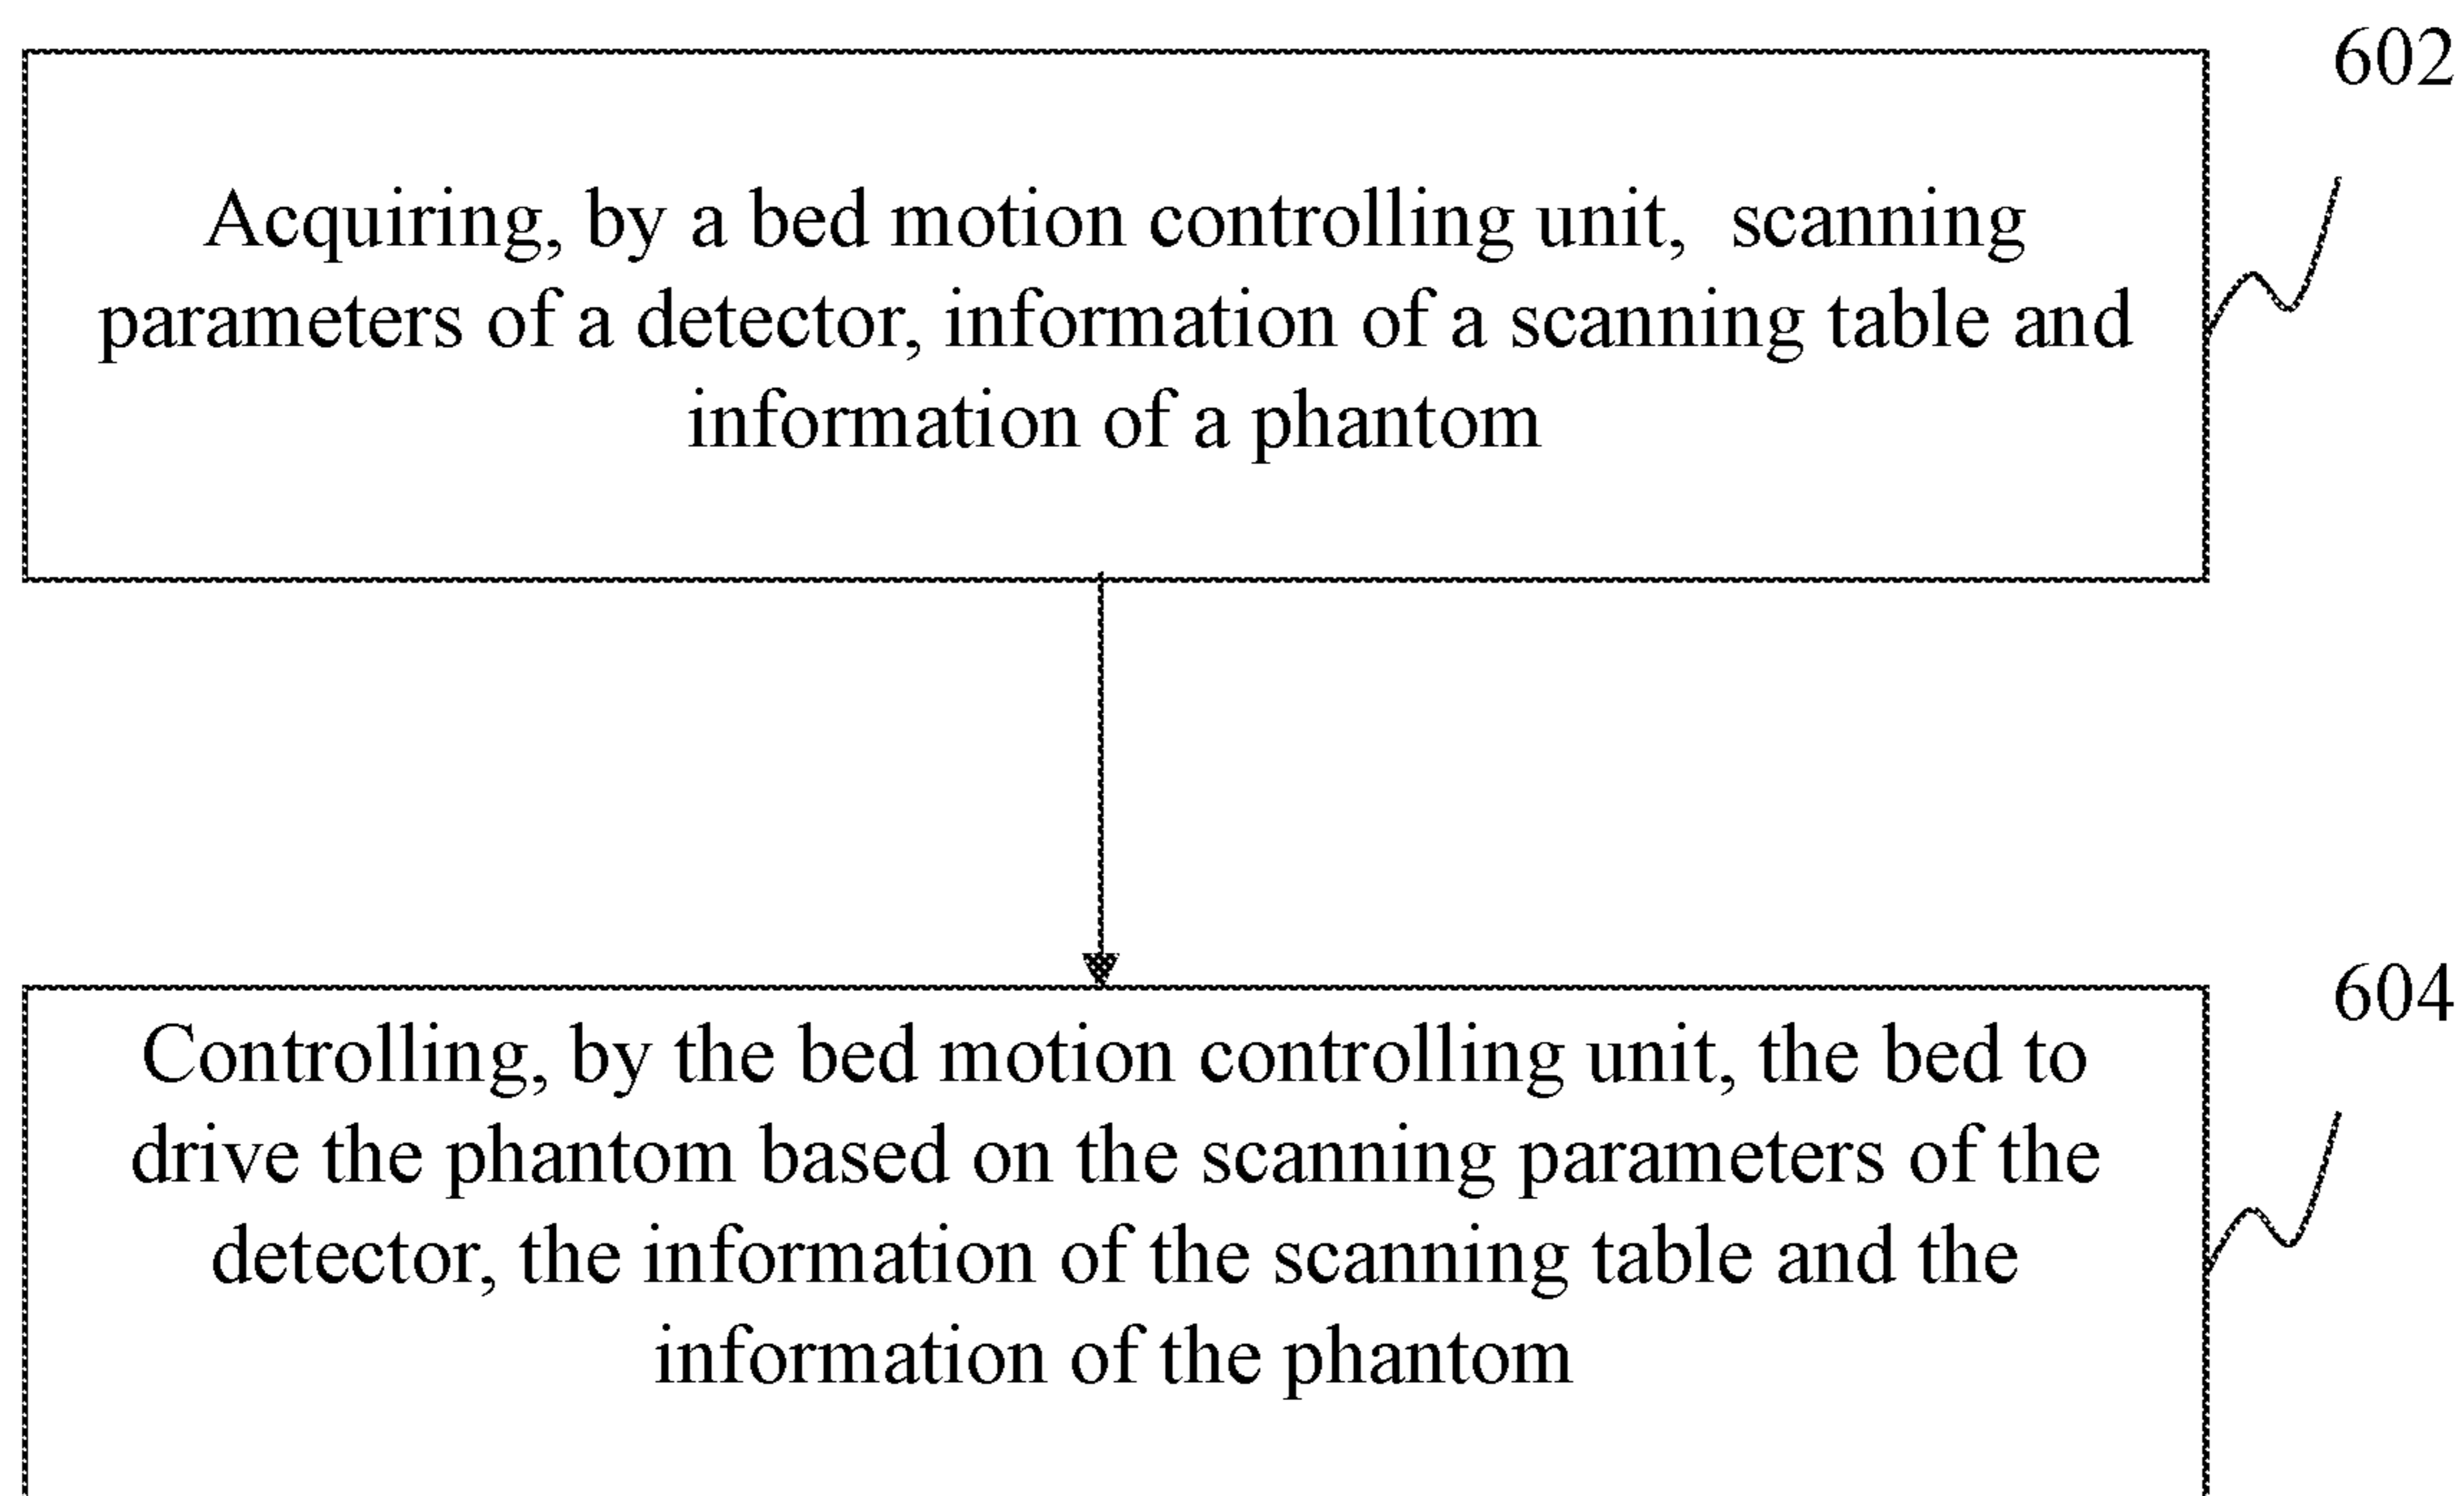 602
Acquiring, by a bed motion controlling unit, scanning
parameters of a detector, information of a scanning table and
information of a phantom
604
Controlling, by the bed motion controlling unit, the bed to
drive the phantom based on the scanning parameters of the
detector, the information of the scanning table and the
information of the phantom